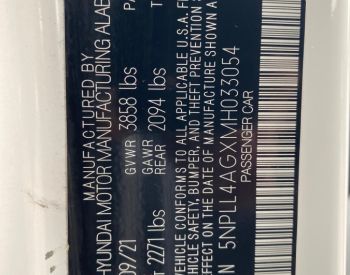 MANUFACTURED BY
HYUNDAI MOTOR MANUFACTURING ALAB
09/21
GVWR 3858 lbs
PA
GAWR
T 2271 lbs REAR 2094 lbs
VEHICLE CONFORMS TO ALL APPLICABLE U.S.A. F
VEHICLE SAFETY, BUMPER, AND THEFT PREVENTION
EFFECT ON THE DATE OF MANUFACTURE SHOWN A
N 5NPLL4AGXMH033054
PASSENGER CAR